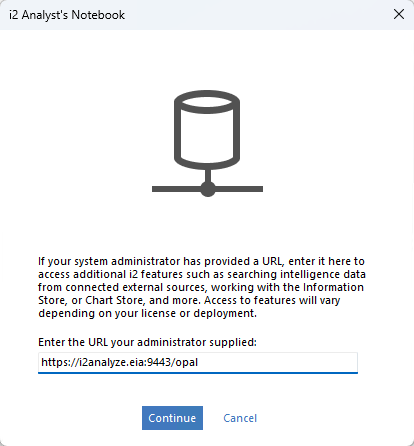 i2 Analyst's Notebook
If your system administrator has provided a URL, enter it here to
access additional i2 features such as searching intelligence data
from connected external sources, working with the Information
Store, or Chart Store, and more. Access to features will vary
depending on your license or deployment.
Enter the URL your administrator supplied:
https://i2analyze.eia:9443/opal
Continue Cancel